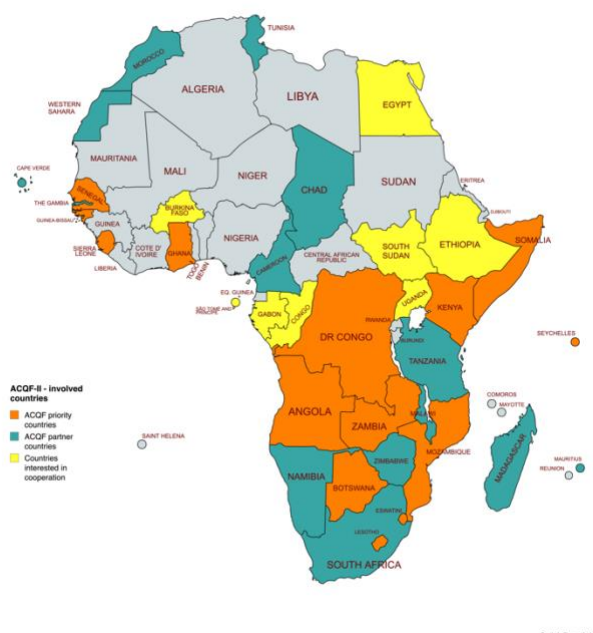 TUNISIA
MOROCCO
ALGERIA
LIBYA
EGYPT
WESTERN
SAHARA
CAPE VERDE
MAURITANIA
MALI
NIGER
CHAD
SUDAN
ERITREA
SENEGAL
THE GAMBIA
GUINEA-BISSAU
GUINEA
BURKINA
FASO
DJIBOUTI
SIERRA
LEONE
LIBERIA
COTE D'
IVOIRE
GHANA
TOGO
BENIN
NIGERIA
CAMEROON
CENTRAL AFRICAN
REPUBLIC
SOUTH
SUDAN
ETHIOPIA
SOMALIA
EQ. GUINEA
SÃO TOME AND
PRINCIPE
GABON
CONGO
DR CONGO
UGANDA
KENYA
RWANDA
BURUNDI
TANZANIA
SEYCHELLES
ACQF-II - involved
countries
ACQF priority
countries
ACQF partner
countries
Countries
interested in
cooperation
SAINT HELENA
ANGOLA
ZAMBIA
MALAWI
MOZAMBIQUE
COMOROS
MAYOTTE
MADAGASCAR
MAURITIUS
REUNION
NAMIBIA
ZIMBABWE
BOTSWANA
ESWATINI
LESOTHO
SOUTH AFRICA